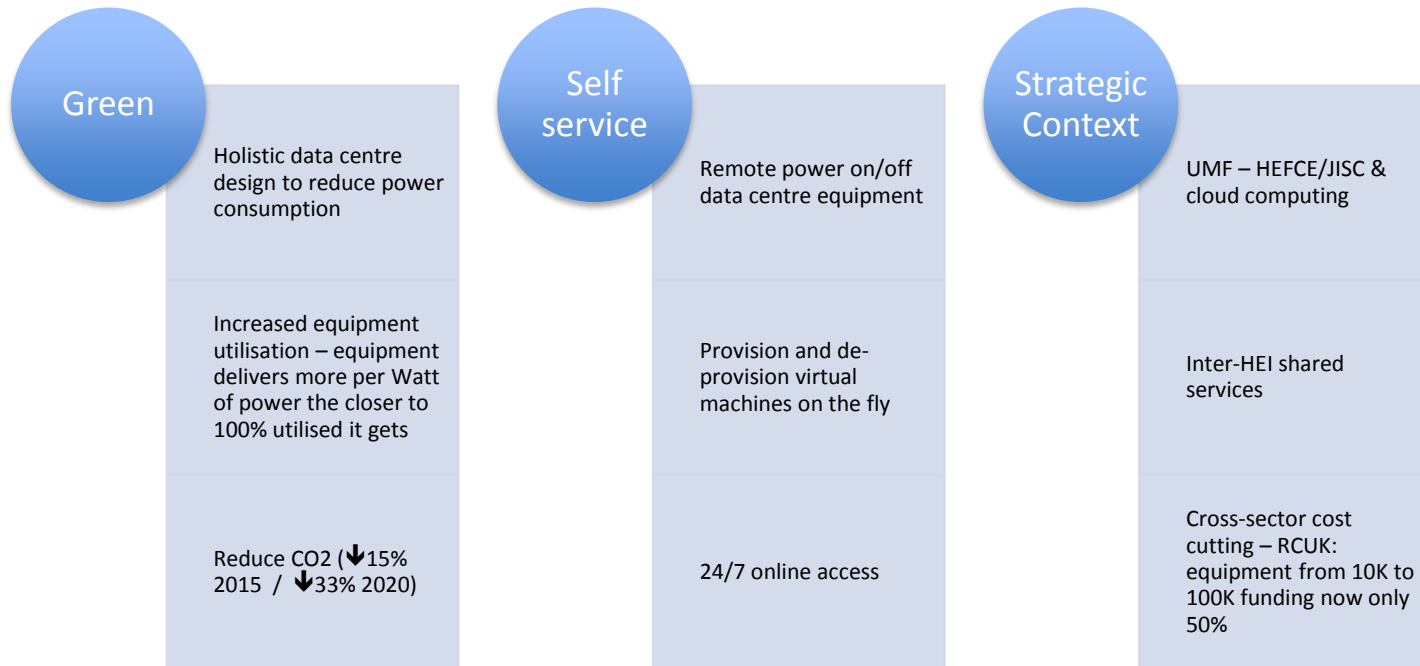 Green
Holistic data centre
design to reduce power
consumption
Increased equipment
utilisation – equipment
delivers more per Watt
of power the closer to
100% utilised it gets
Reduce CO2 (🡻15%
2015 / 🡻33% 2020)
Self
service
Remote power on/off
data centre equipment
Provision and de-
provision virtual
machines on the fly
24/7 online access
Strategic
Context
UMF – HEFCE/JISC &
cloud computing
Inter-HEI shared
services
Cross-sector cost
cutting – RCUK:
equipment from 10K to
100K funding now only
50%